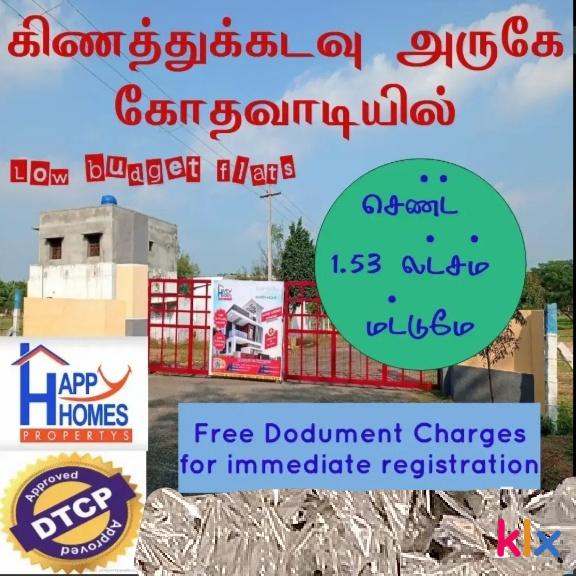 கிணத்துக்கடவு அருகே
கோதவாடியில்
Low budget flats
செண்ட்
1.53 லட்சம்
மட்டுமே
HAPPY
HOMES
PROPERTYS
Free Dodument Charges
for immediate registration
Approved
DTCP
Approved
klx